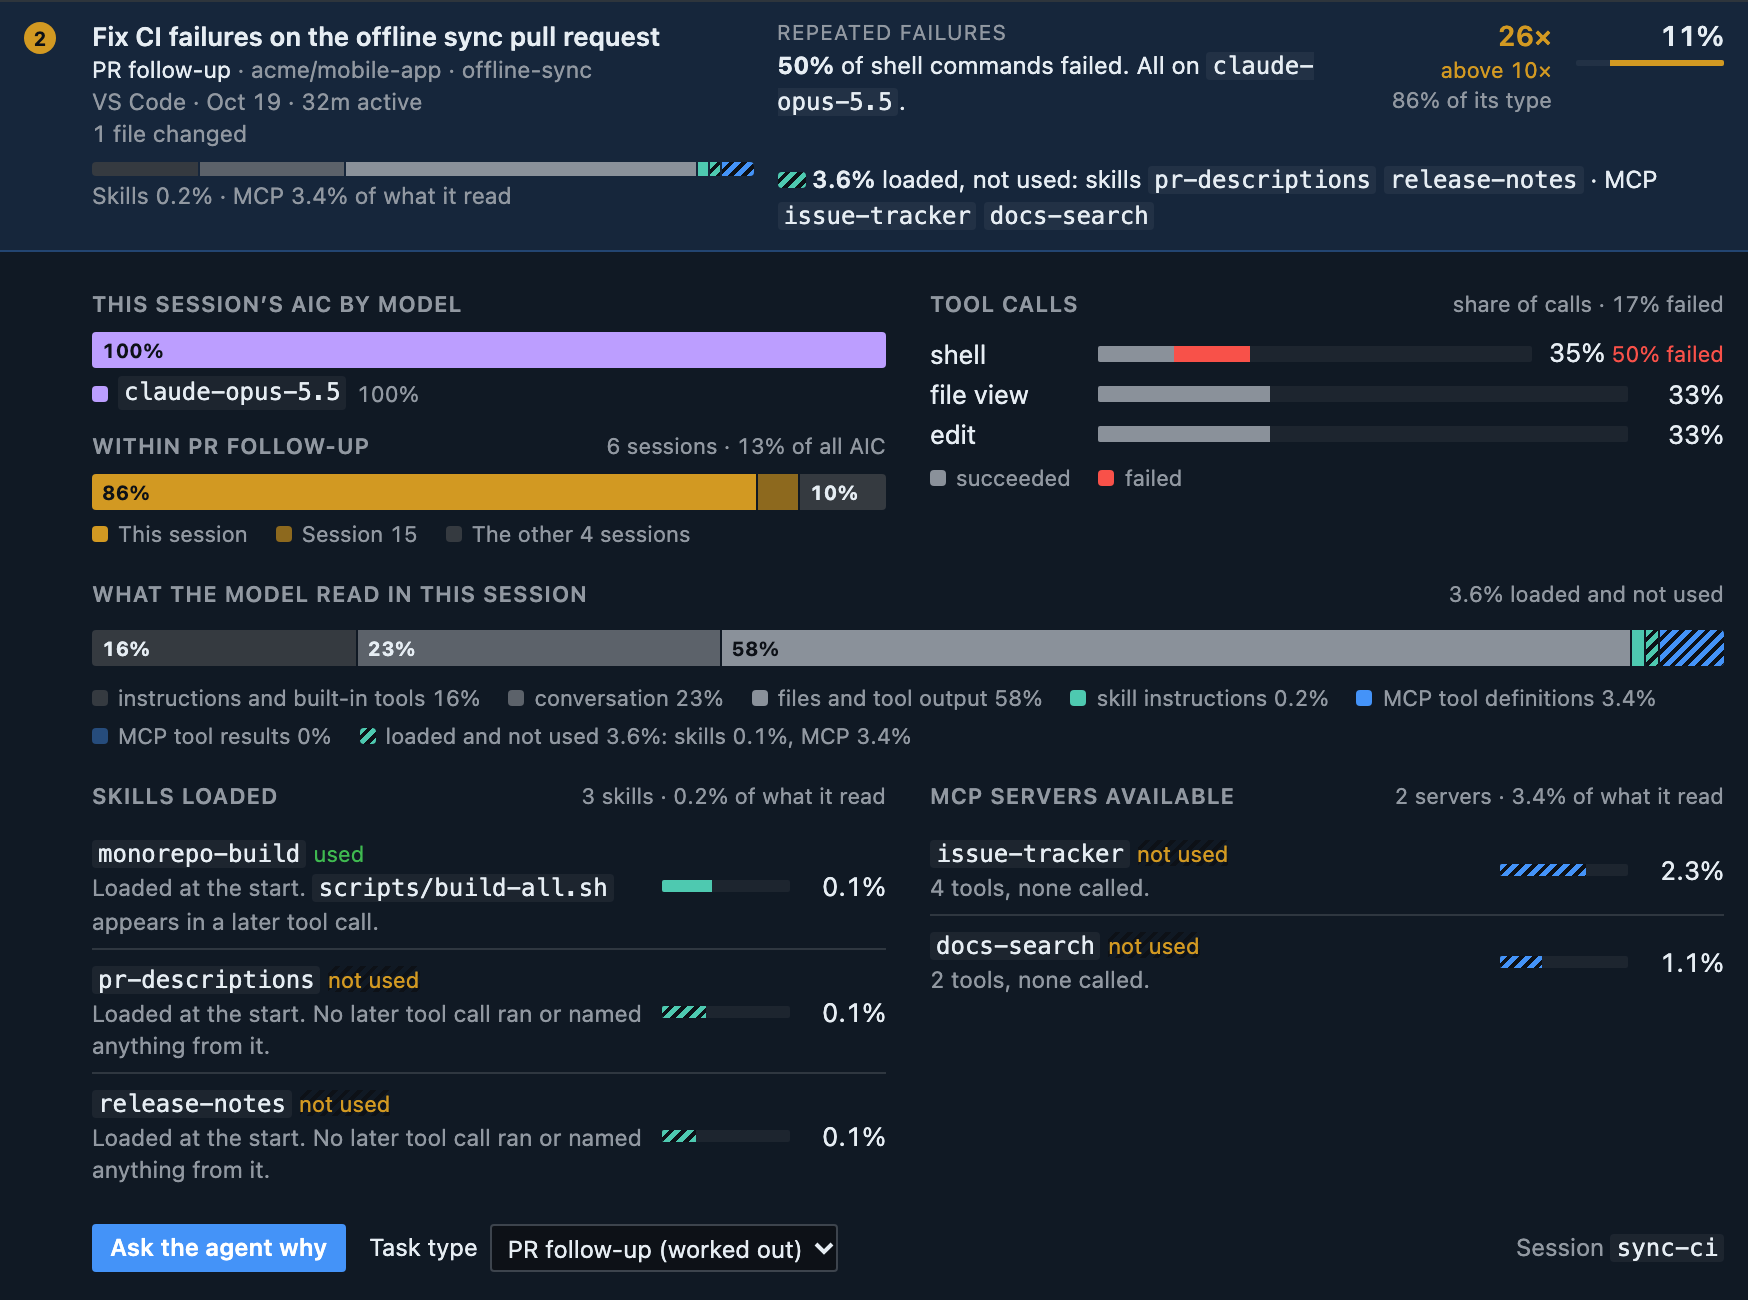 2
Fix CI failures on the offline sync pull request
PR follow-up · acme/mobile-app · offline-sync
VS Code · Oct 19 · 32m active
1 file changed
Skills 0.2% · MCP 3.4% of what it read
REPEATED FAILURES
50% of shell commands failed. All on claude-
opus-5.5.
26×
above 10×
86% of its type
11%
3.6% loaded, not used: skills pr-descriptions release-notes · MCP
issue-tracker docs-search
THIS SESSION’S AIC BY MODEL
100%
claude-opus-5.5 100%
WITHIN PR FOLLOW-UP 6 sessions · 13% of all AIC
86% 10%
This session Session 15 The other 4 sessions
TOOL CALLS share of calls · 17% failed
shell 35% 50% failed
file view 33%
edit 33%
succeeded failed
WHAT THE MODEL READ IN THIS SESSION 3.6% loaded and not used
16% 23% 58%
instructions and built-in tools 16% conversation 23% files and tool output 58% skill instructions 0.2% MCP tool definitions 3.4%
MCP tool results 0% loaded and not used 3.6%: skills 0.1%, MCP 3.4%
SKILLS LOADED 3 skills · 0.2% of what it read
monorepo-build used
Loaded at the start. scripts/build-all.sh 0.1%
appears in a later tool call.
pr-descriptions not used
Loaded at the start. No later tool call ran or named 0.1%
anything from it.
release-notes not used
Loaded at the start. No later tool call ran or named 0.1%
anything from it.
MCP SERVERS AVAILABLE 2 servers · 3.4% of what it read
issue-tracker not used 2.3%
4 tools, none called.
docs-search not used 1.1%
2 tools, none called.
Ask the agent why Task type PR follow-up (worked out) Session sync-ci